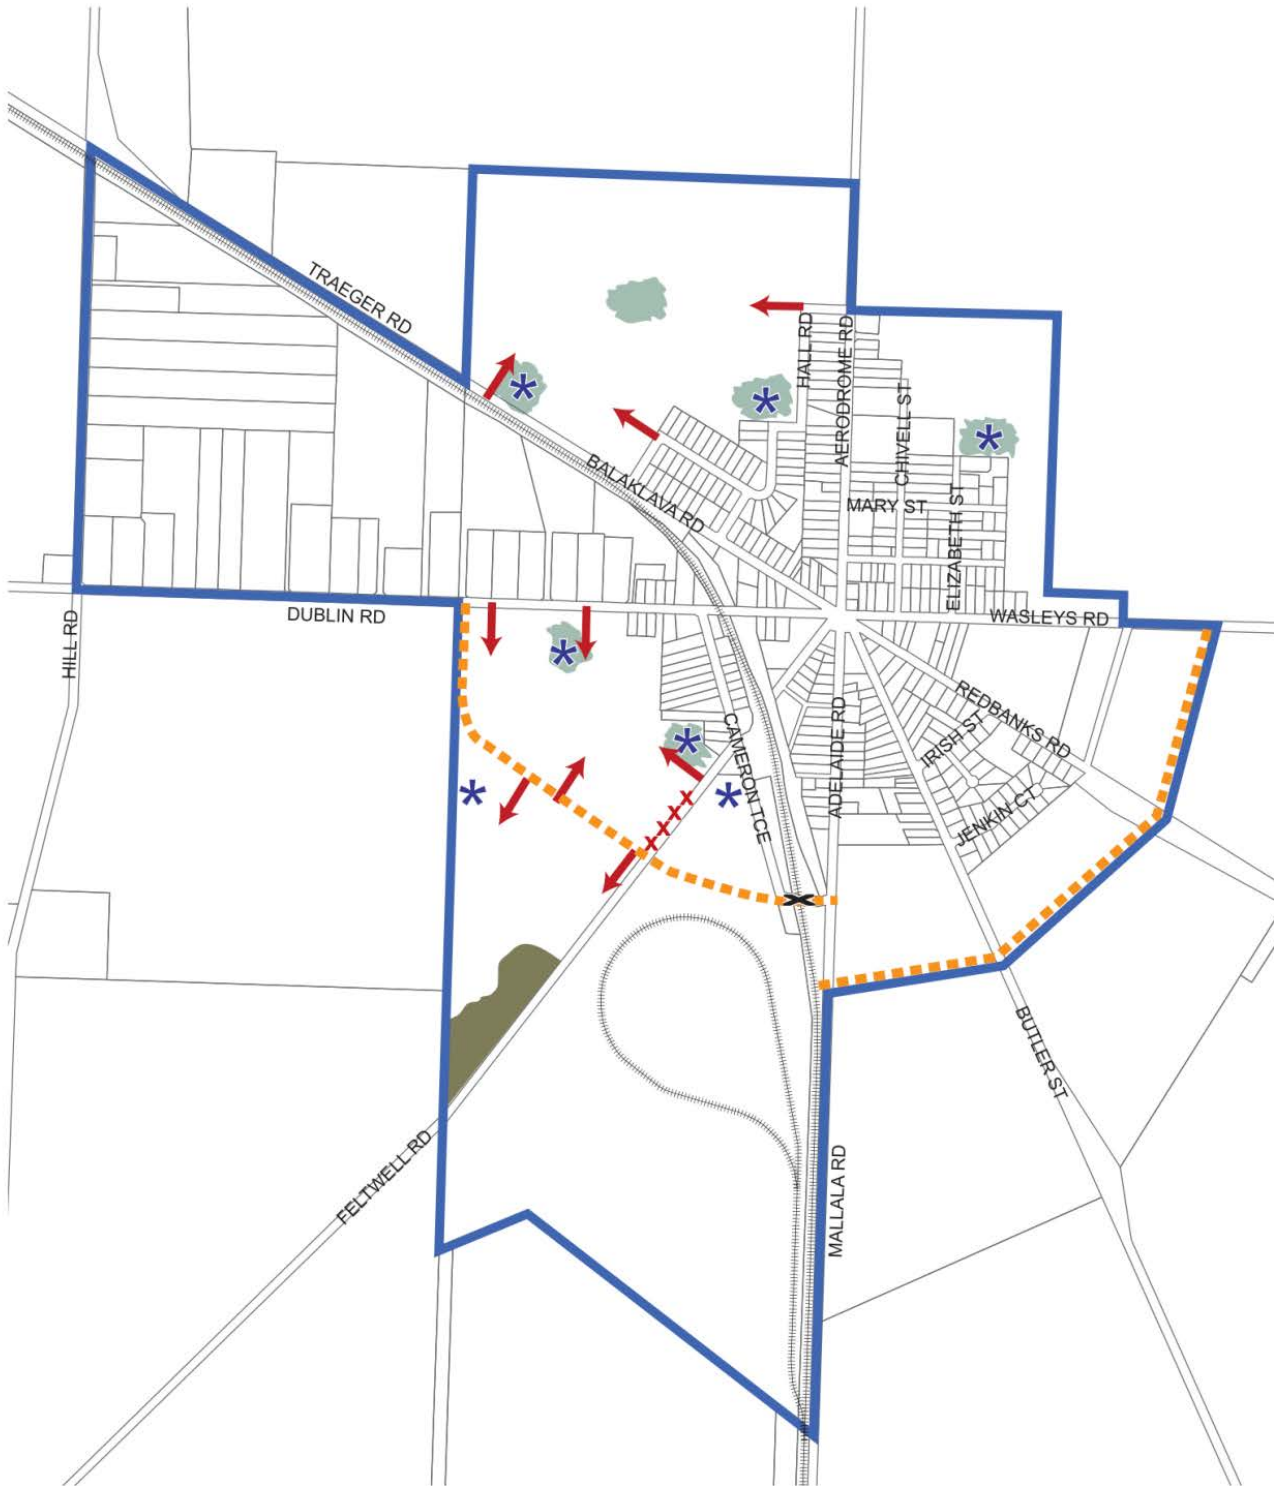 TRAEGER RD
HALL RD
AERODROME RD
CHIVELL ST
BALAKLAVA RD
MARY ST
ELIZABETH ST
DUBLIN RD
WASLEYS RD
HILL RD
REDBANKS RD
CAMERON TCE
ADELAIDE RD
IRISH ST
JENKIN CT
x
x
x
x
BUTLER ST
FELTWELL RD
MALLALA RD